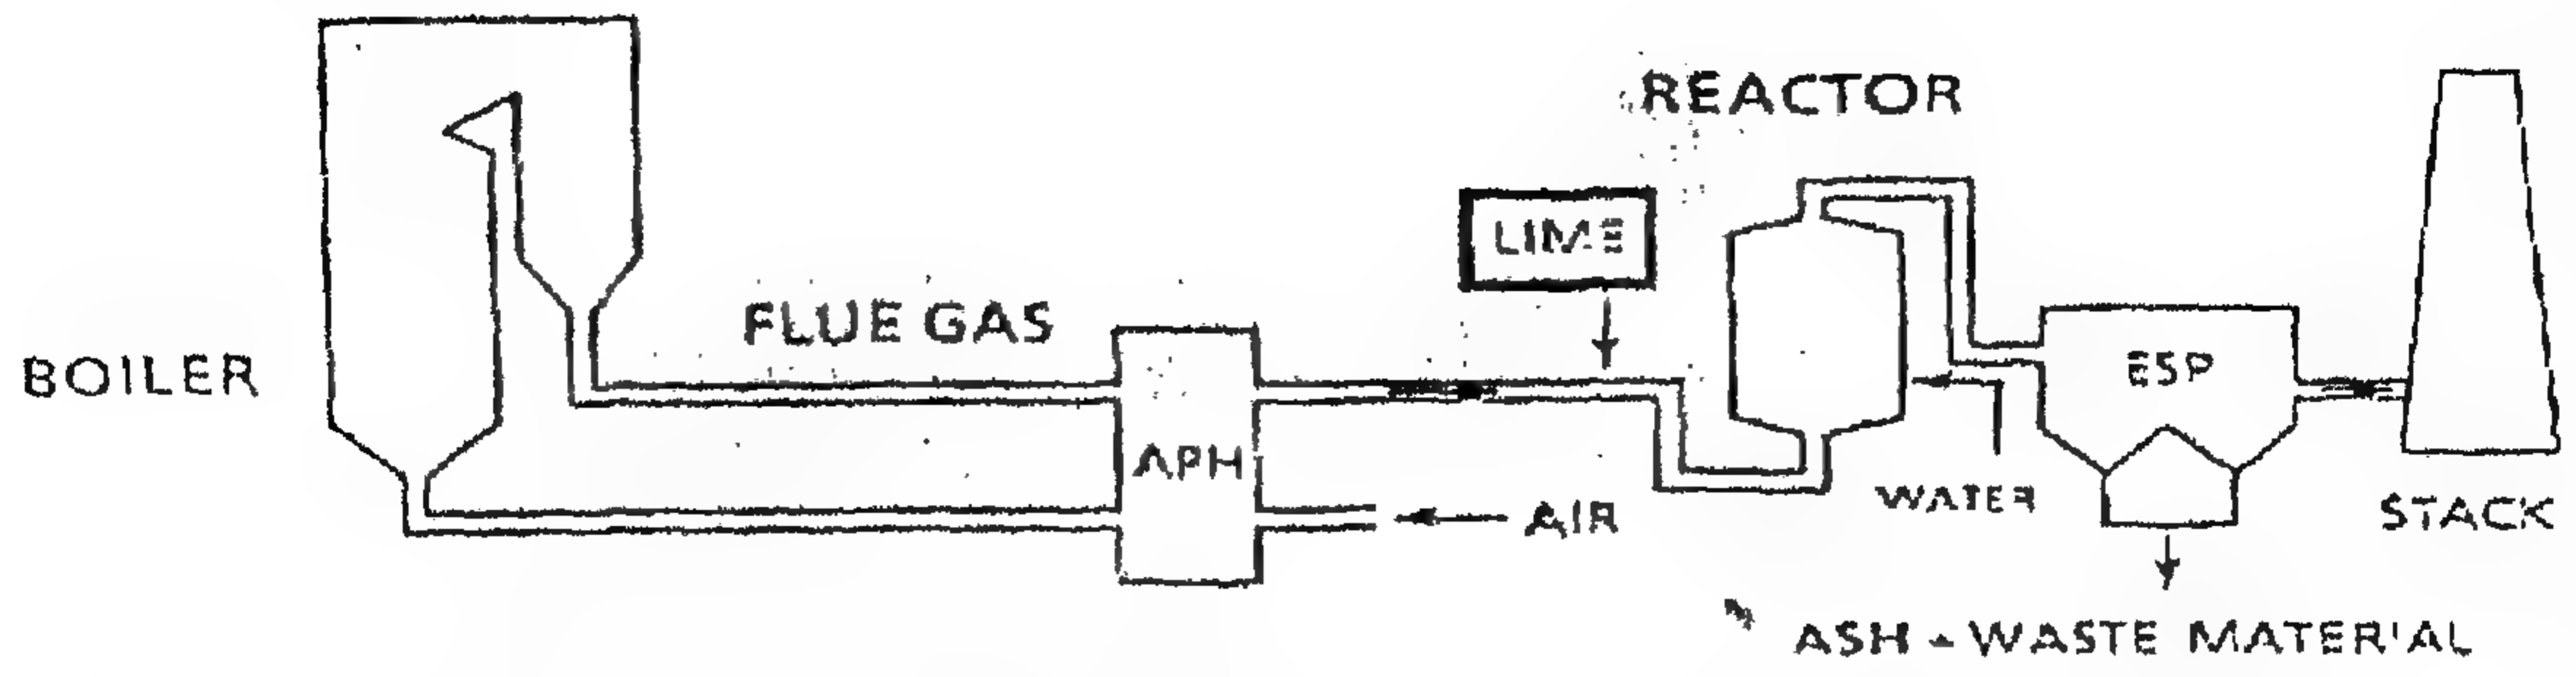 REACTOR
LIME
FLUE GAS
BOILER
ESP
APH
WATER
AIR
STACK
ASH - WASTE MATERIAL